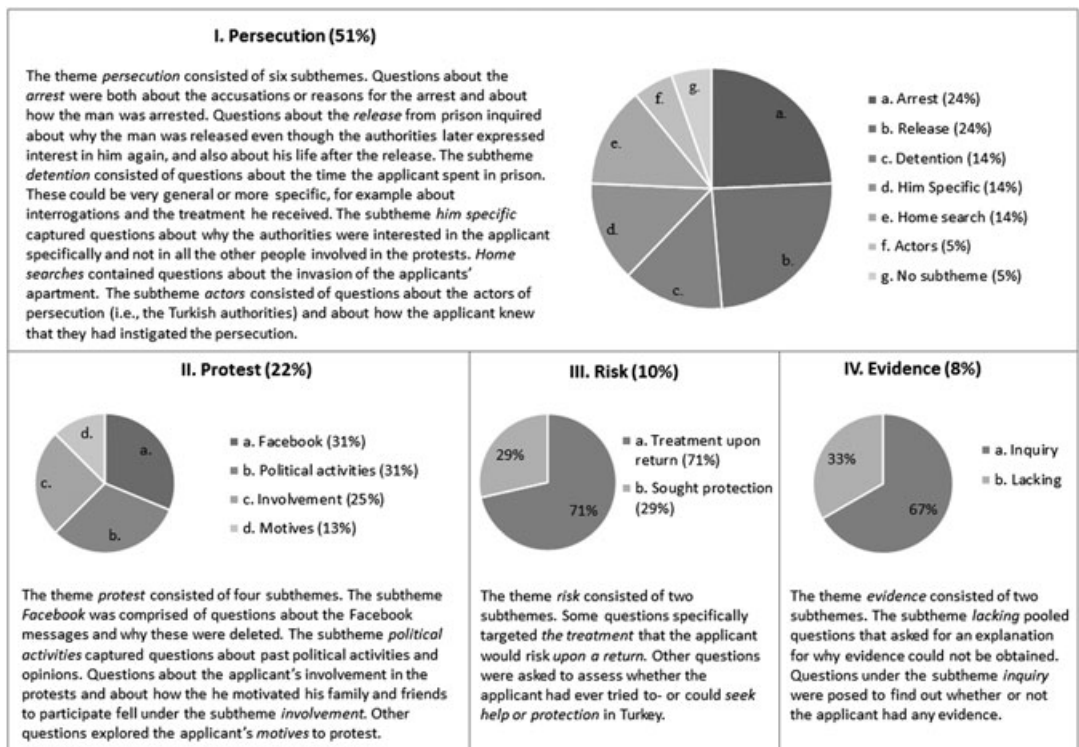 I. Persecution (51%)
The theme persecution consisted of six subthemes. Questions about the
arrest were both about the accusations or reasons for the arrest and about
how the man was arrested. Questions about the release from prison inquired
about why the man was released even though the authorities later expressed
interest in him again, and also about his life after the release. The subtheme
detention consisted of questions about the time the applicant spent in prison.
These could be very general or more specific, for example about
interrogations and the treatment he received. The subtheme him specific
captured questions about why the authorities were interested in the applicant
specifically and not in all the other people involved in the protests. Home
searches contained questions about the invasion of the applicants'
apartment. The subtheme actors consisted of questions about the actors of
persecution (i.e., the Turkish authorities) and about how the applicant knew
that they had instigated the persecution.
a.
b.
c.
d.
e.
f.
g.
a. Arrest (24%)
b. Release (24%)
c. Detention (14%)
d. Him Specific (14%)
e. Home search (14%)
f. Actors (5%)
g. No subtheme (5%)
II. Protest (22%)
a.
b.
c.
d.
a. Facebook (31%)
b. Political activities (31%)
c. Involvement (25%)
d. Motives (13%)
The theme protest consisted of four subthemes. The subtheme
Facebook was comprised of questions about the Facebook
messages and why these were deleted. The subtheme political
activities captured questions about past political activities and
opinions. Questions about the applicant's involvement in the
protests and about how the he motivated his family and friends
to participate fell under the subtheme involvement. Other
questions explored the applicant's motives to protest.
III. Risk (10%)
29%
71%
a. Treatment upon
return (71%)
b. Sought protection
(29%)
The theme risk consisted of two
subthemes. Some questions specifically
targeted the treatment that the applicant
would risk upon a return. Other questions
were asked to assess whether the
applicant had ever tried to- or could seek
help or protection in Turkey.
IV. Evidence (8%)
33%
67%
a. Inquiry
b. Lacking
The theme evidence consisted of two
subthemes. The subtheme lacking pooled
questions that asked for an explanation
for why evidence could not be obtained.
Questions under the subtheme inquiry
were posed to find out whether or not
the applicant had any evidence.